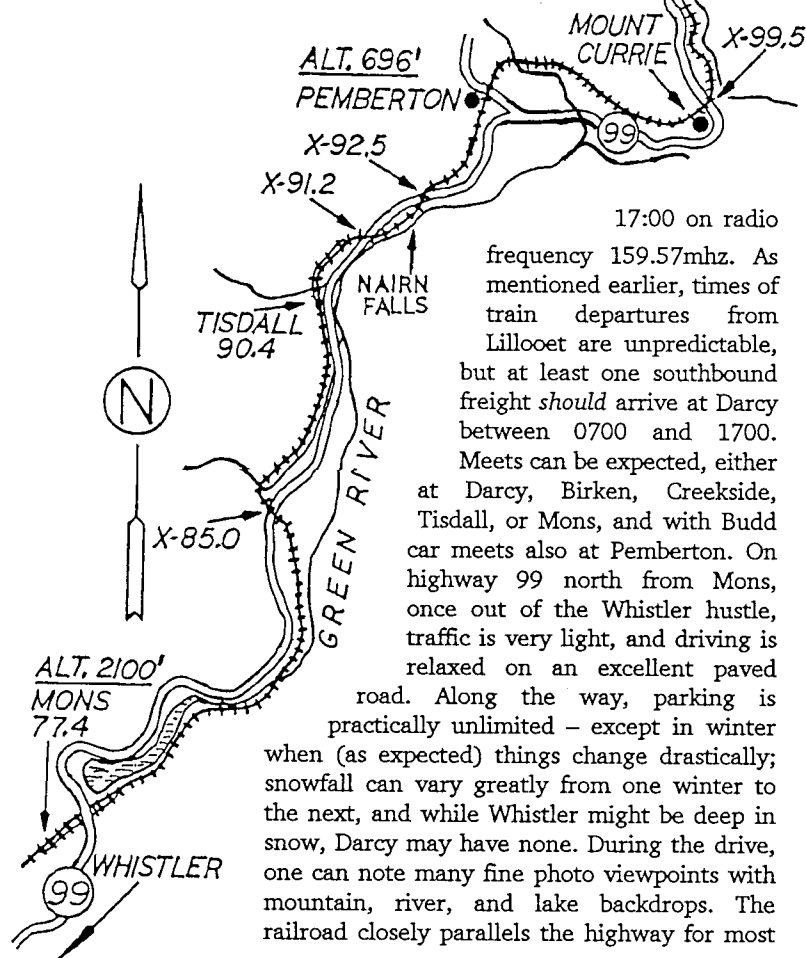 MOUNT
CURRIE
X-99.5
ALT. 696'
PEMBERTON
99
X-92.5
X-91.2
NAIRN
FALLS
TISDALL
90.4
N
GREEN RIVER
X-85.0
ALT. 2100'
MONS
77.4
WHISTLER
99
17:00 on radio
frequency 159.57mhz. As
mentioned earlier, times of
train departures from
Lillooet are unpredictable,
but at least one southbound
freight should arrive at Darcy
between 0700 and 1700.
Meets can be expected, either
at Darcy, Birken, Creekside,
Tisdall, or Mons, and with Budd
car meets also at Pemberton. On
highway 99 north from Mons,
once out of the Whistler hustle,
traffic is very light, and driving is
relaxed on an excellent paved
road. Along the way, parking is
practically unlimited – except in winter
when (as expected) things change drastically;
snowfall can vary greatly from one winter to
the next, and while Whistler might be deep in
snow, Darcy may have none. During the drive,
one can note many fine photo viewpoints with
mountain, river, and lake backdrops. The
railroad closely parallels the highway for most